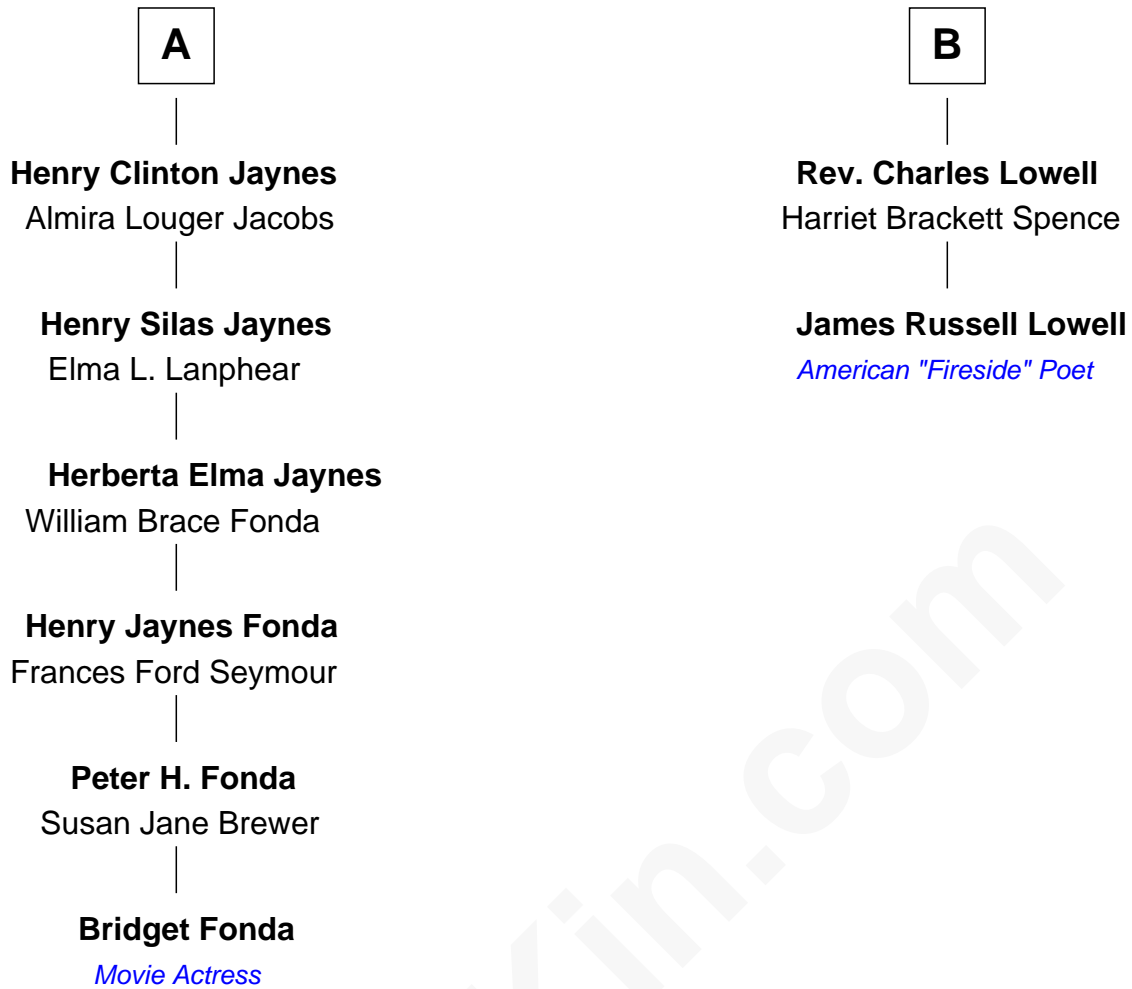 A
Henry Clinton Jaynes
Almira Louger Jacobs
Henry Silas Jaynes
Elma L. Lanphear
Herberta Elma Jaynes
William Brace Fonda
Henry Jaynes Fonda
Frances Ford Seymour
Peter H. Fonda
Susan Jane Brewer
Bridget Fonda
Movie Actress
B
Rev. Charles Lowell
Harriet Brackett Spence
James Russell Lowell
American "Fireside" Poet
Kin.com